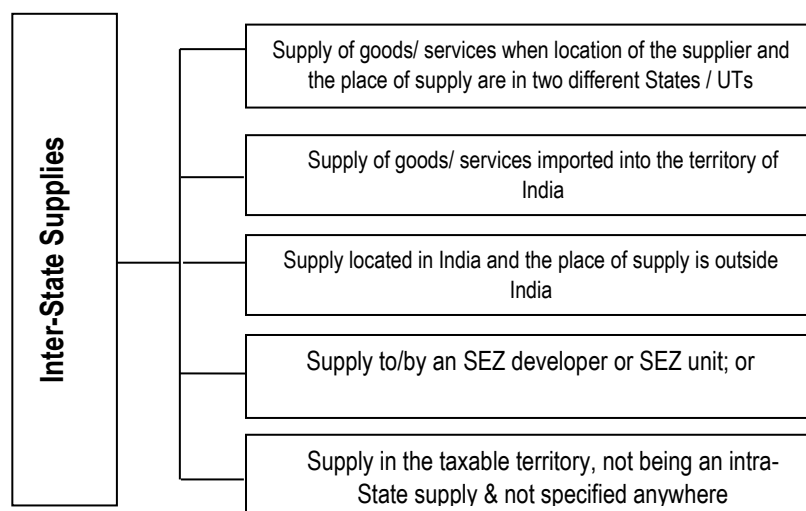 Inter-State Supplies
Supply of goods/ services when location of the supplier and
the place of supply are in two different States / UTs
Supply of goods/ services imported into the territory of
India
Supply located in India and the place of supply is outside
India
Supply to/by an SEZ developer or SEZ unit; or
Supply in the taxable territory, not being an intra-
State supply & not specified anywhere